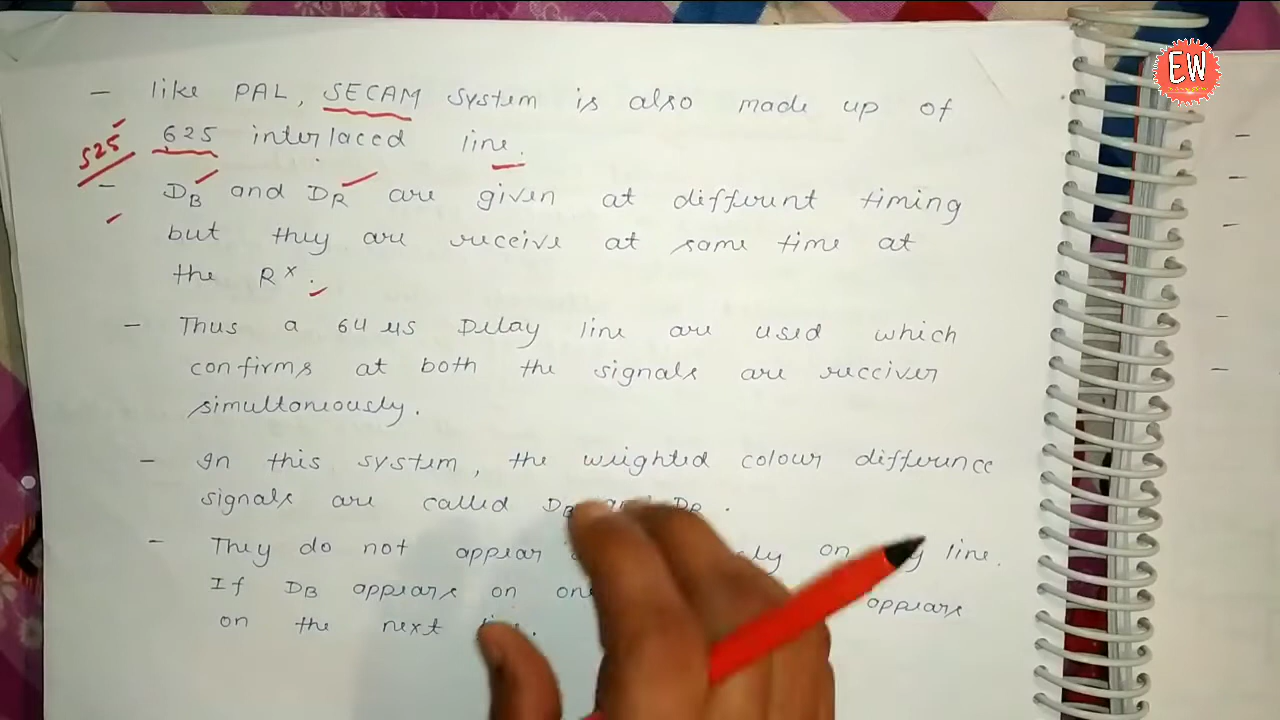 EW
- like PAL, SECAM system is also made up of
525 625 interlaced line.
- DB and DR are given at different timing
but they are receive at same time at
the Rx.
- Thus a 64 us Delay line are used which
confirms at both the signals are receiver
simultaneously.
- In this system, the weighted colour difference
signals are called DB DR.
- They do not appear on line.
If DB appears on appears
on the next